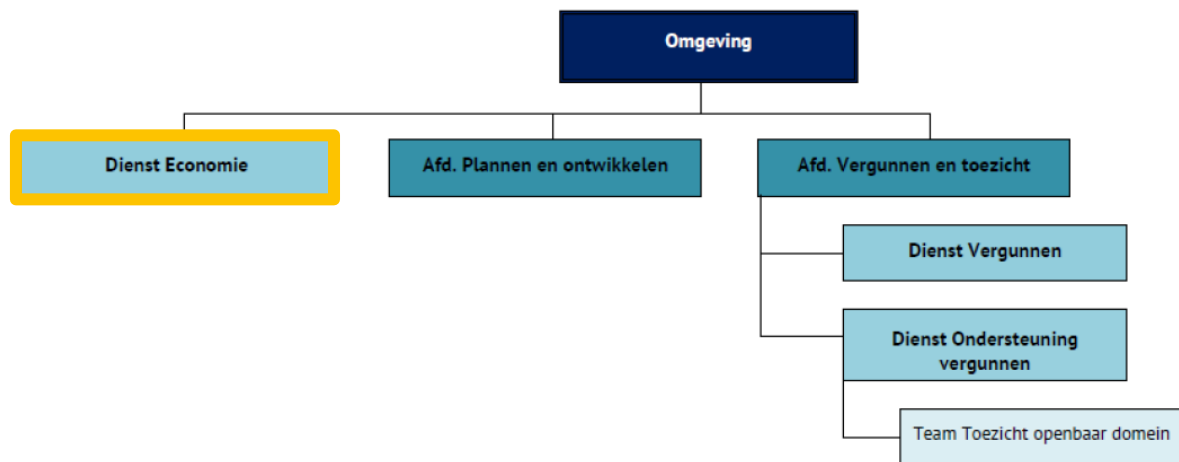 Omgeving
Dienst Economie
Afd. Plannen en ontwikkelen
Afd. Vergunnen en toezicht
Dienst Vergunnen
Dienst Ondersteuning
vergunnen
Team Toezicht openbaar domein